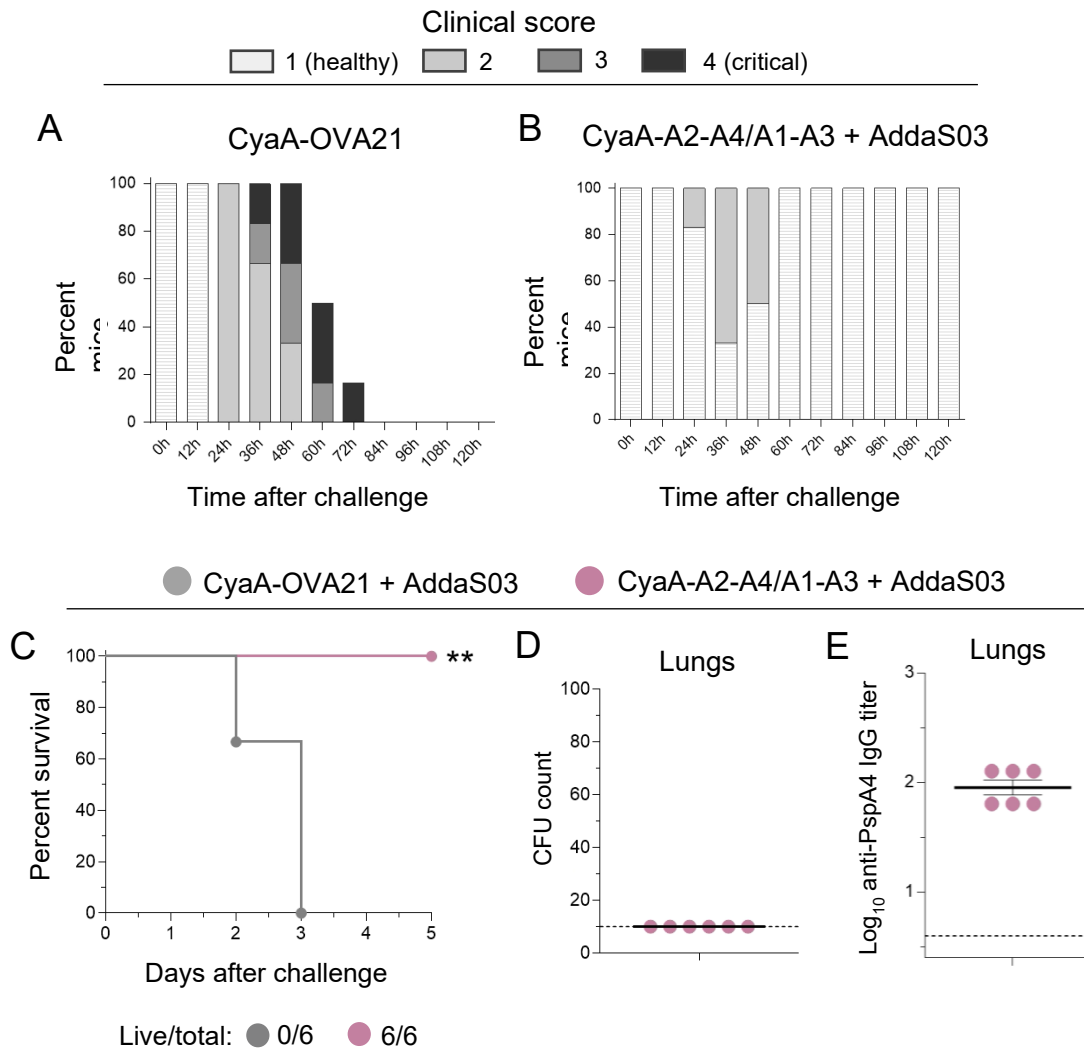 Clinical score
1 (healthy) 2 3 4 (critical)
A
CyaA-OVA21
Percent
mice
100
80
60
40
20
0
0h 12h 24h 36h 48h 60h 72h 84h 96h 108h 120h
Time after challenge
B
CyaA-A2-A4/A1-A3 + AddaS03
Percent
mice
100
80
60
40
20
0
0h 12h 24h 36h 48h 60h 72h 84h 96h 108h 120h
Time after challenge
CyaA-OVA21 + AddaS03 CyaA-A2-A4/A1-A3 + AddaS03
C
Percent survival
100
80
60
40
20
0
**
0 2 3 5
Days after challenge
Live/total: 0/6 6/6
D
Lungs
CFU count
100
80
60
40
20
0
E
Lungs
Log10 anti-PspA4 IgG titer
3
2
1